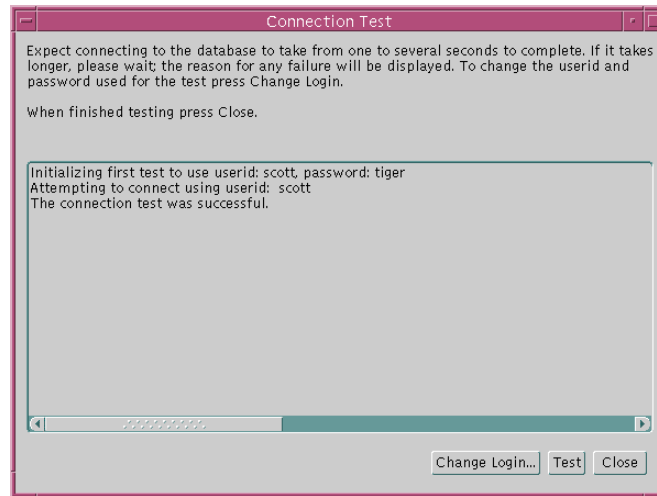 Connection Test
Expect connecting to the database to take from one to several seconds to complete. If it takes
longer, please wait; the reason for any failure will be displayed. To change the userid and
password used for the test press Change Login.
When finished testing press Close.
Initializing first test to use userid: scott, password: tiger
Attempting to connect using userid:  scott
The connection test was successful.
Change Login... Test Close